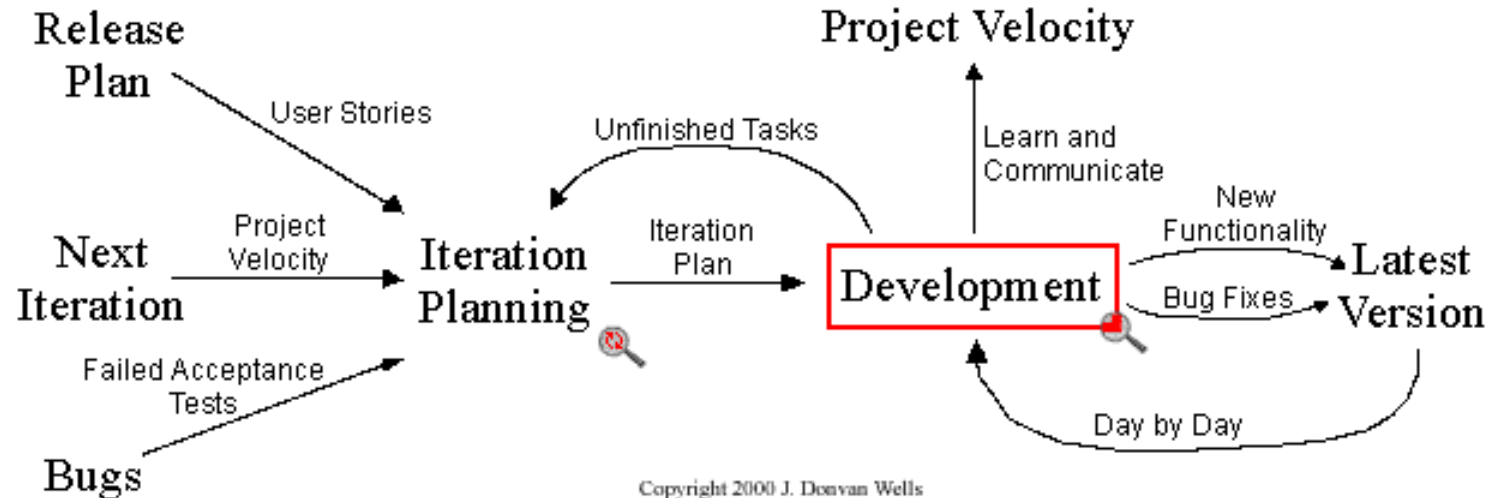 Release
Plan
User Stories
Project Velocity
Unfinished Tasks
Learn and
Communicate
Next
Iteration
Project
Velocity
Iteration
Planning
Iteration
Plan
Development
New
Functionality
Bug Fixes
Latest
Version
Failed Acceptance
Tests
Bugs
Day by Day
Copyright 2000 J. Donvan Wells